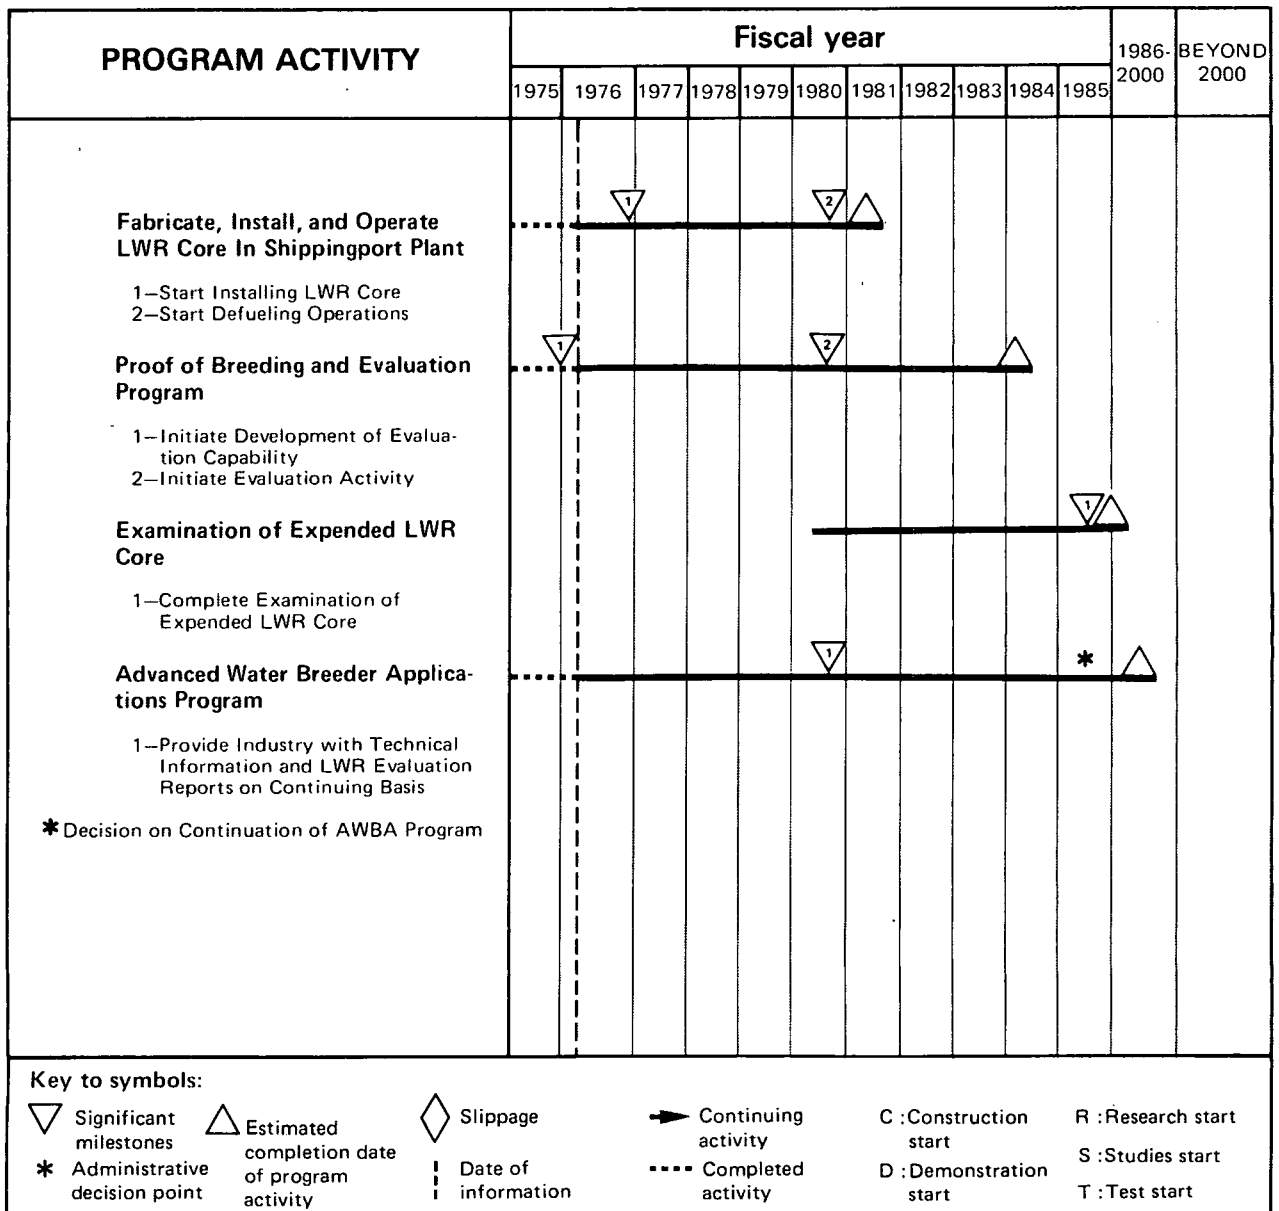 PROGRAM ACTIVITY
Fiscal year
1986-
2000
BEYOND
2000
1975 1976 1977 1978 1979 1980 1981 1982 1983 1984 1985
1 2
Fabricate, Install, and Operate
LWR Core In Shippingport Plant
1—Start Installing LWR Core
2—Start Defueling Operations
1 2
Proof of Breeding and Evaluation
Program
1—Initiate Development of Evalua-
tion Capability
2—Initiate Evaluation Activity
1
Examination of Expended LWR
Core
1—Complete Examination of
Expended LWR Core
1 *
Advanced Water Breeder Applica-
tions Program
1—Provide Industry with Technical
Information and LWR Evaluation
Reports on Continuing Basis
*Decision on Continuation of AWBA Program
Key to symbols:
Significant
milestones
* Administrative
decision point
Estimated
completion date
of program
activity
Slippage
Date of
information
Continuing
activity
Completed
activity
C :Construction
start
D :Demonstration
start
R :Research start
S :Studies start
T :Test start